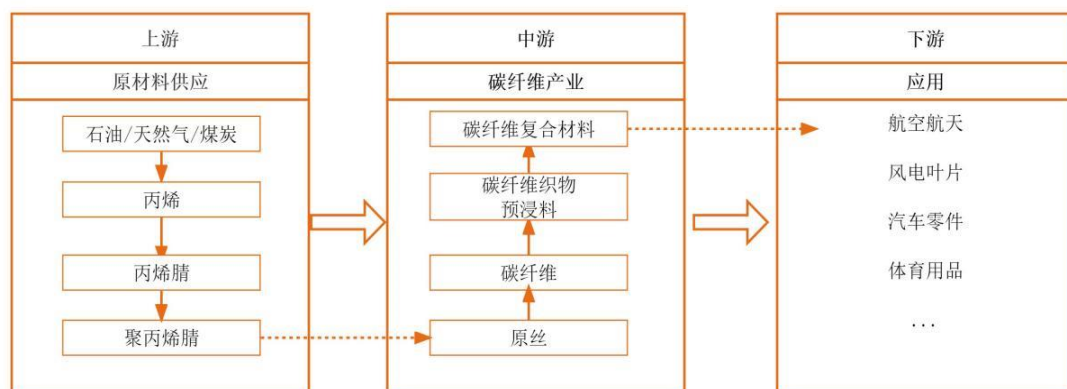 上游
原材料供应
石油/天然气/煤炭
丙烯
丙烯腈
聚丙烯腈
中游
碳纤维产业
碳纤维复合材料
碳纤维织物
预浸料
碳纤维
原丝
下游
应用
航空航天
风电叶片
汽车零件
体育用品
...